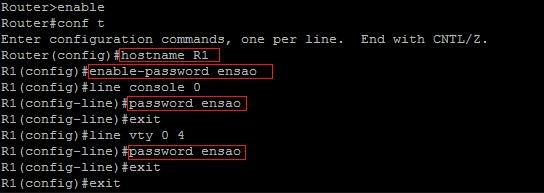 Router>enable
Router#conf t
Enter configuration commands, one per line.  End with CNTL/Z.
Router(config)#hostname R1
R1(config)#enable-password ensao
R1(config)#line console 0
R1(config-line)#password ensao
R1(config-line)#exit
R1(config)#line vty 0 4
R1(config-line)#password ensao
R1(config-line)#exit
R1(config)#exit